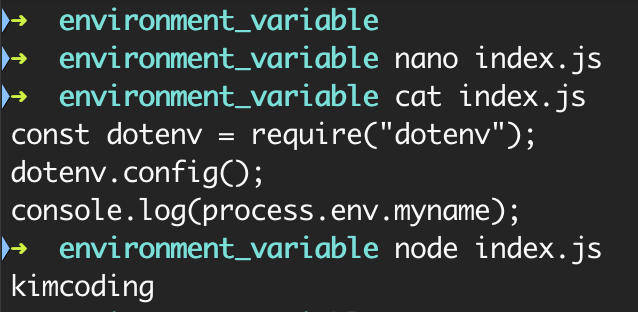 ➜ environment_variable
➜ environment_variable nano index.js
➜ environment_variable cat index.js
const dotenv = require("dotenv");
dotenv.config();
console.log(process.env.myname);
➜ environment_variable node index.js
kimcoding